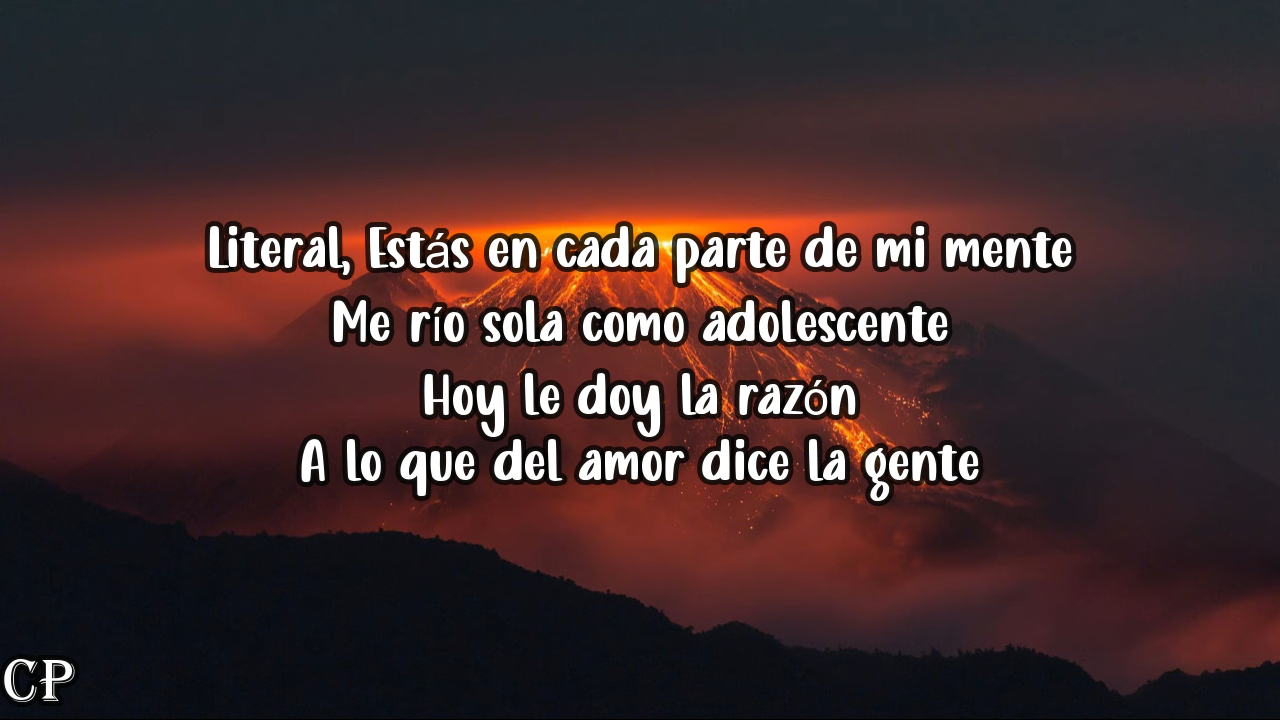 Literal, Estás en cada parte de mi mente
Me río sola como adolescente
Hoy le doy la razón
A lo que del amor dice la gente
CP